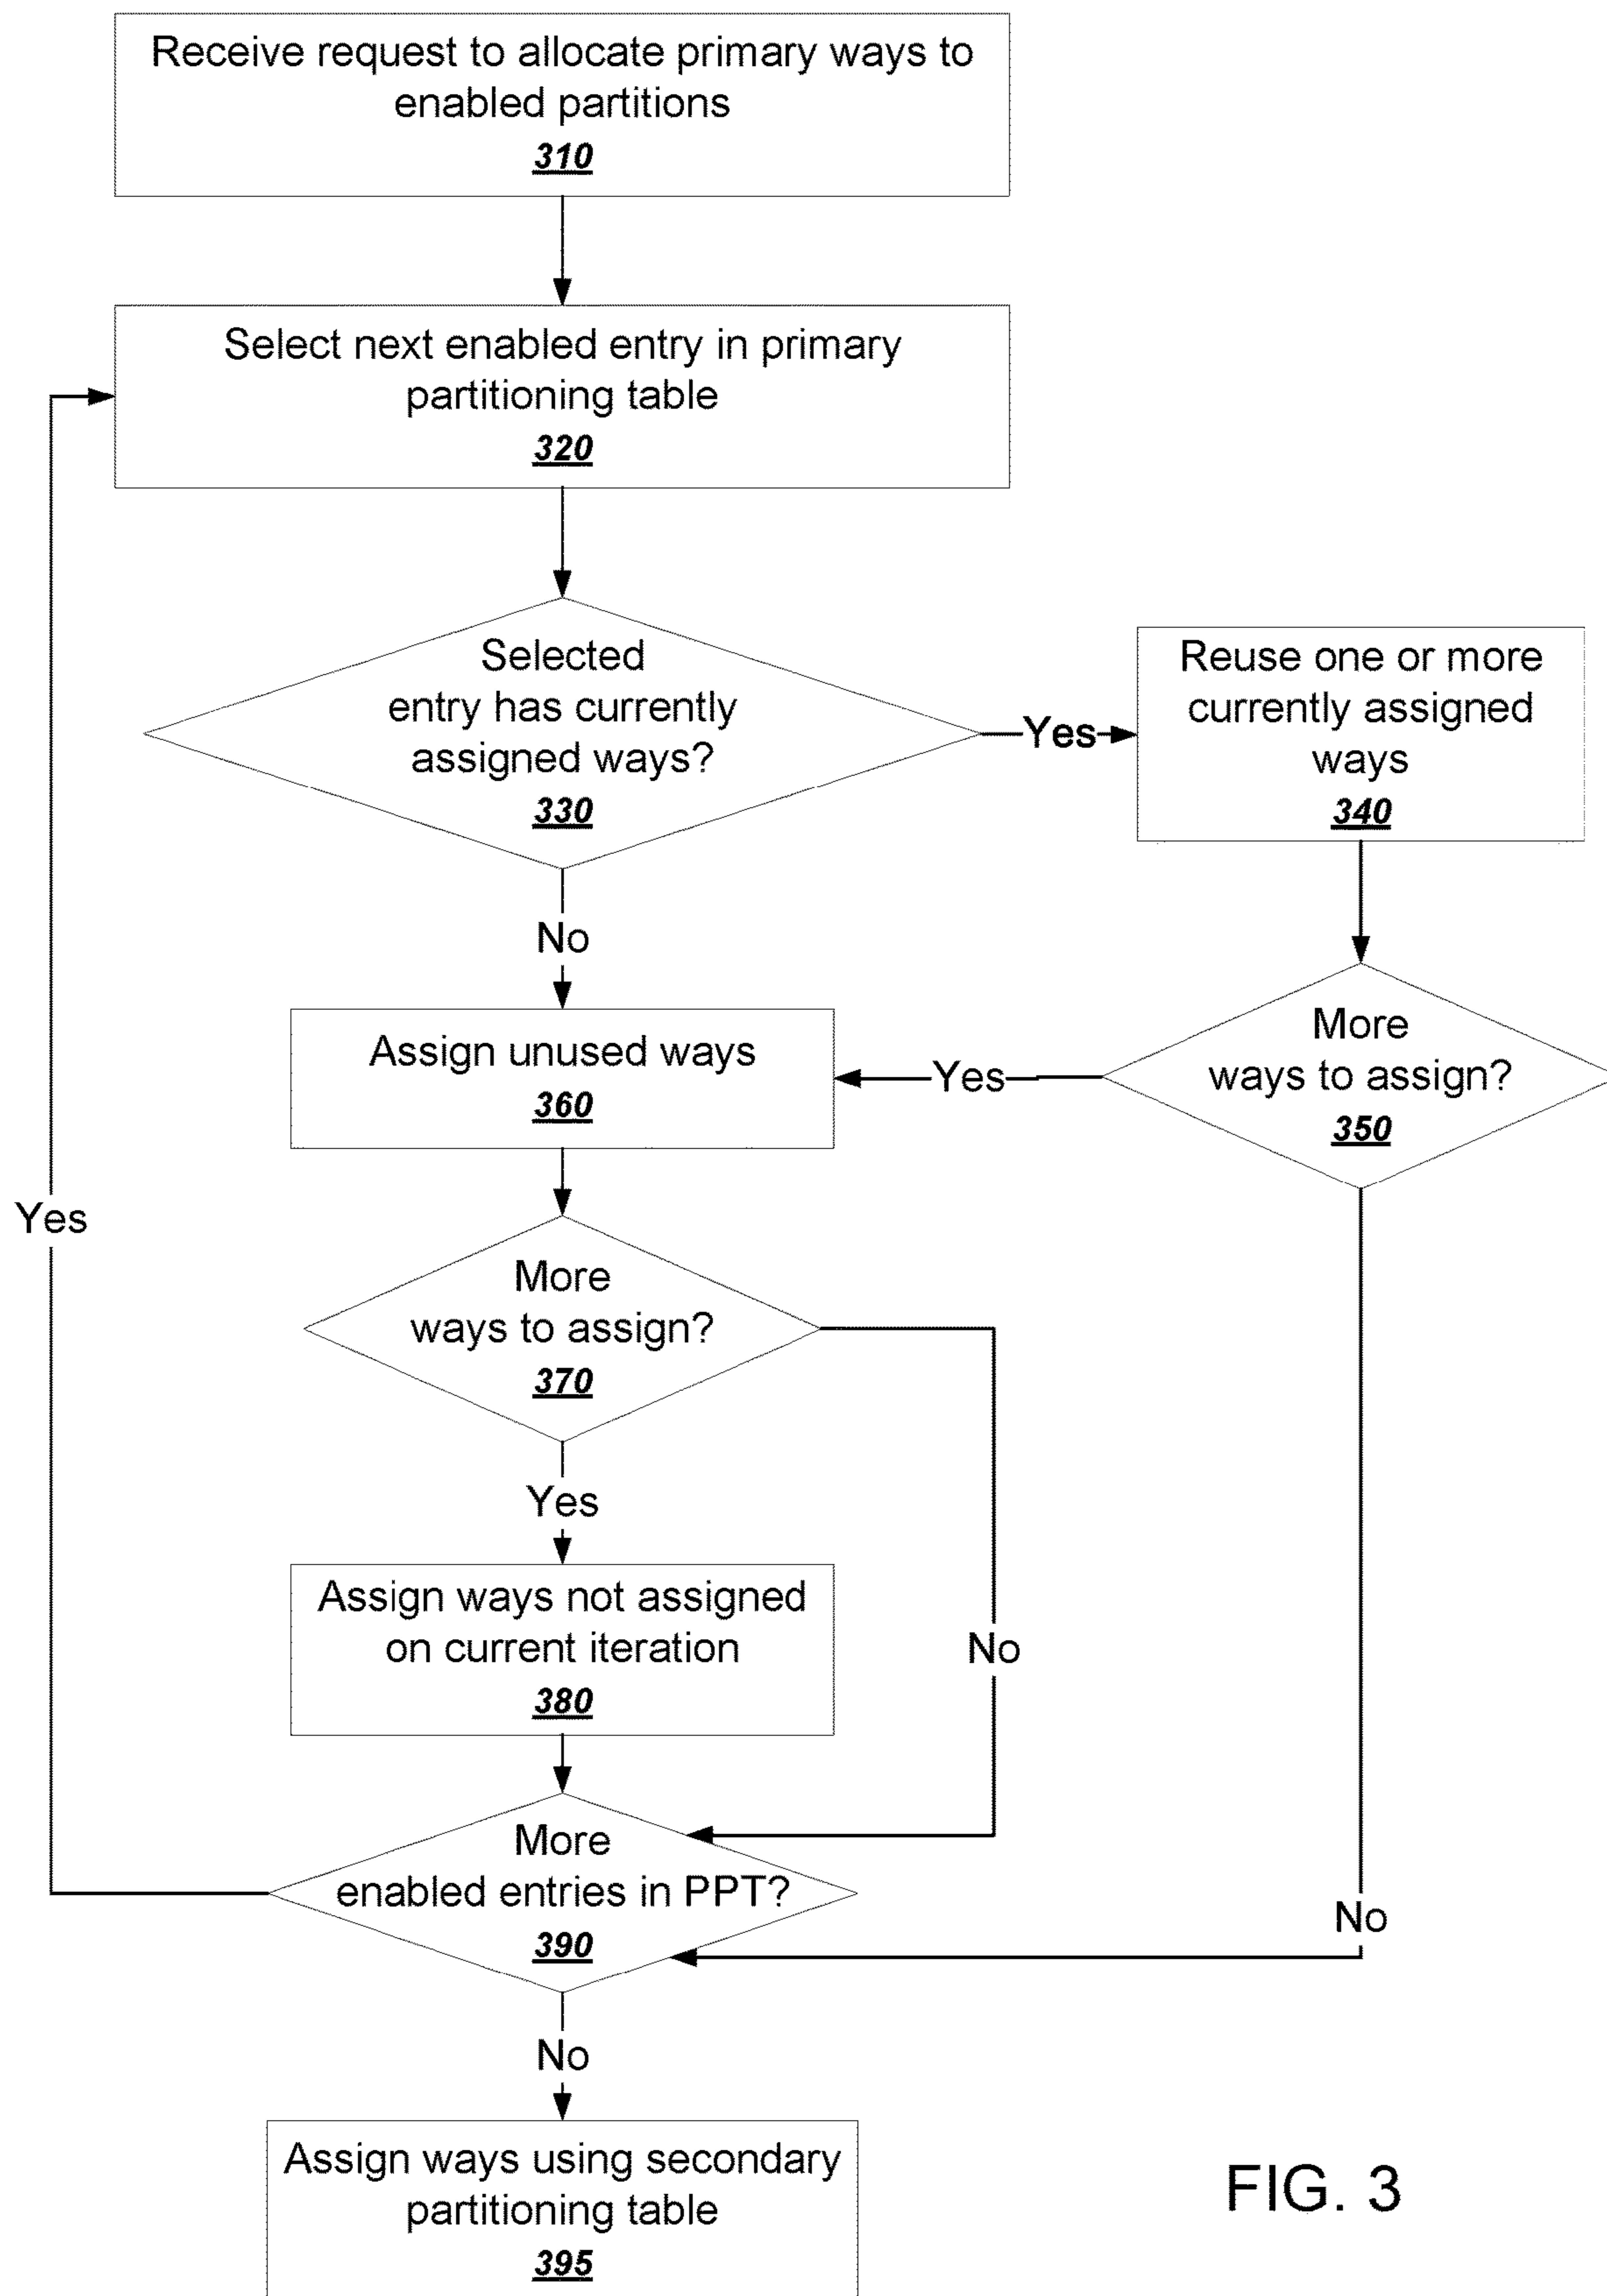 Receive request to allocate primary ways to
enabled partitions
310
Select next enabled entry in primary
partitioning table
320
Selected
entry has currently
assigned ways?
330
Yes
Reuse one or more
currently assigned
ways
340
No
More
ways to assign?
350
Yes
Assign unused ways
360
Yes
More
ways to assign?
370
Yes
No
Assign ways not assigned
on current iteration
380
More
enabled entries in PPT?
390
No
No
Assign ways using secondary
partitioning table
395
FIG. 3